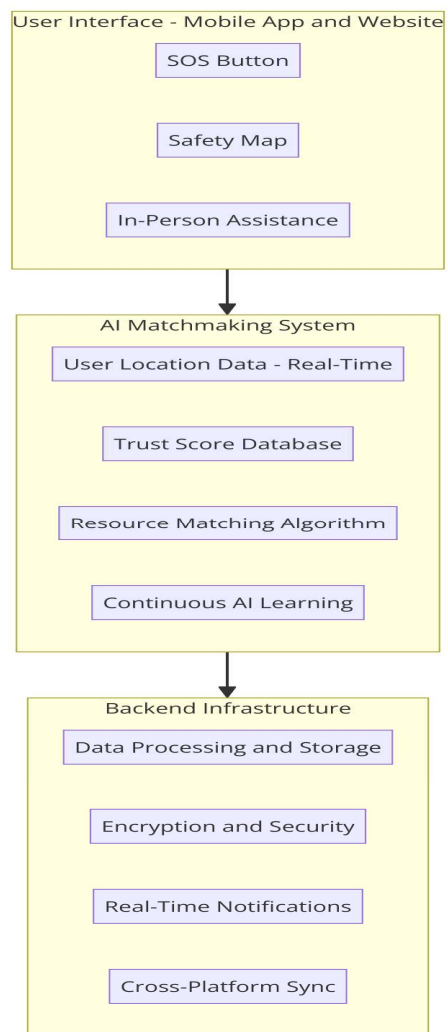 User Interface - Mobile App and Website
SOS Button
Safety Map
In-Person Assistance
AI Matchmaking System
User Location Data - Real-Time
Trust Score Database
Resource Matching Algorithm
Continuous AI Learning
Backend Infrastructure
Data Processing and Storage
Encryption and Security
Real-Time Notifications
Cross-Platform Sync